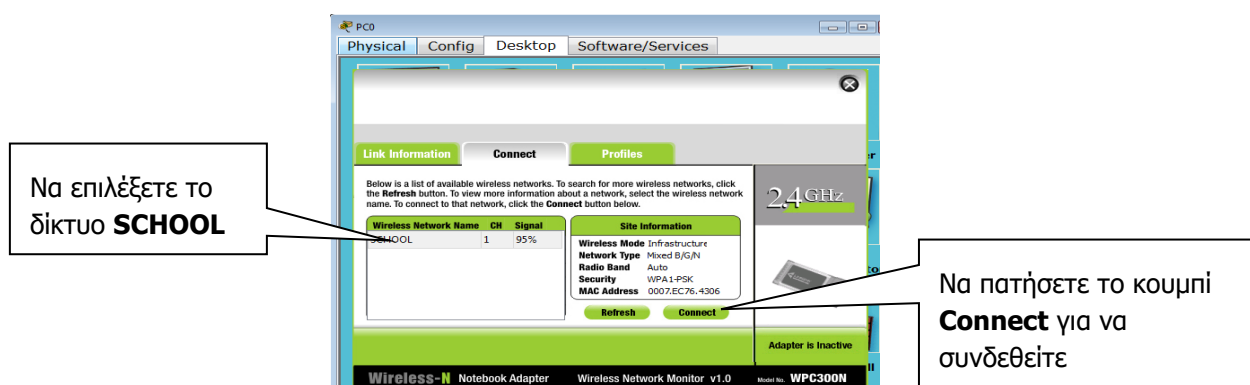 PC0
Physical Config Desktop Software/Services
Link Information Connect Profiles
Below is a list of available wireless networks. To search for more wireless networks, click
the Refresh button. To view more information about a network, select the wireless network
name. To connect to that network, click the Connect button below.
2.4GHz
Wireless Network Name CH Signal
SCHOOL 1 95%
Site Information
Wireless Mode Infrastructure
Network Type Mixed B/G/N
Radio Band Auto
Security WPA1-PSK
MAC Address 0007.EC76.4306
Refresh Connect
Adapter is Inactive
Wireless-N Notebook Adapter Wireless Network Monitor v1.0 Model No. WPC300N
Να επιλέξετε το
δίκτυο SCHOOL
Να πατήσετε το κουμπί
Connect για να
συνδεθείτε